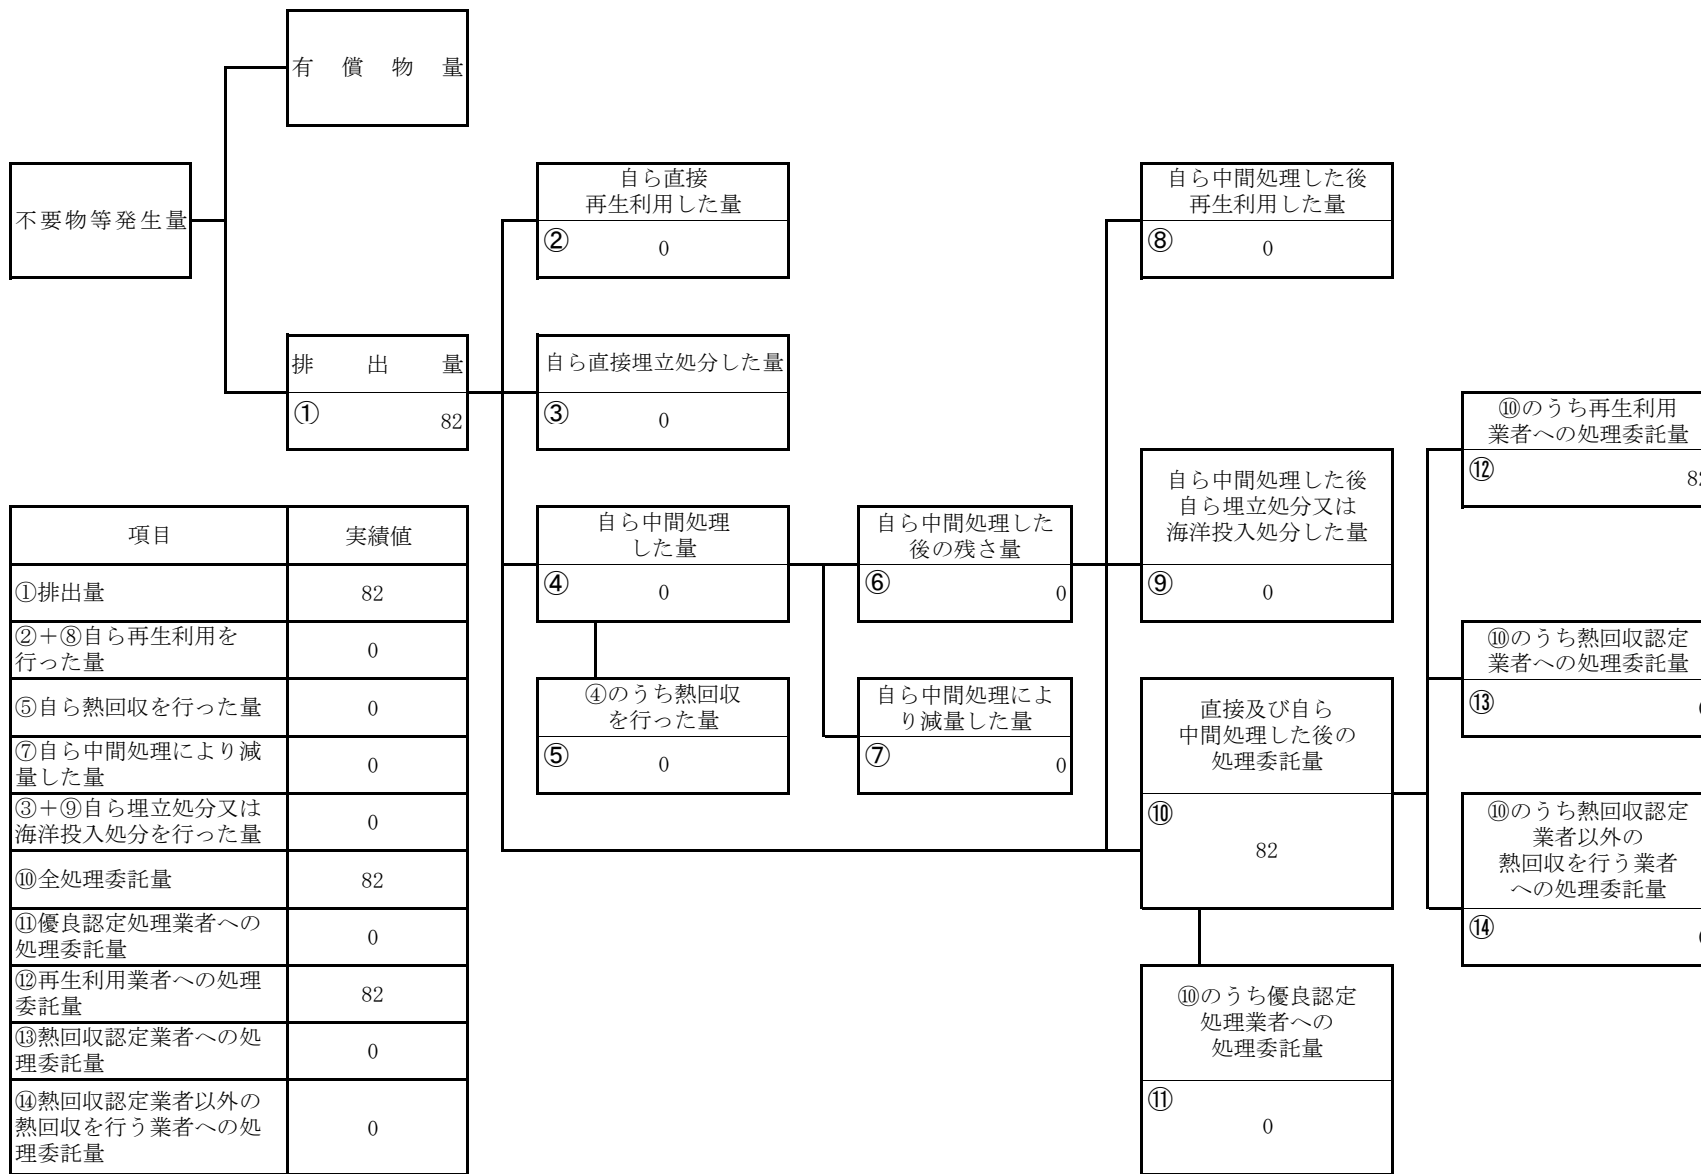 有償物量
不要物等発生量
排出量
① 82
自ら直接
再生利用した量
② 0
自ら直接埋立処分した量
③ 0
自ら中間処理
した量
④ 0
④のうち熱回収
を行った量
⑤ 0
自ら中間処理した
後の残さ量
⑥ 0
自ら中間処理によ
り減量した量
⑦ 0
自ら中間処理した後
再生利用した量
⑧ 0
自ら中間処理した後
自ら埋立処分又は
海洋投入処分した量
⑨ 0
直接及び自ら
中間処理した後の
処理委託量
⑩
82
⑩のうち優良認定
処理業者への
処理委託量
⑪
0
⑩のうち再生利用
業者への処理委託量
⑫ 82
⑩のうち熱回収認定
業者への処理委託量
⑬
⑩のうち熱回収認定
業者以外の
熱回収を行う業者
への処理委託量
⑭
項目 実績値
①排出量 82
②+⑧自ら再生利用を
行った量 0
⑤自ら熱回収を行った量 0
⑦自ら中間処理により減
量した量 0
③+⑨自ら埋立処分又は
海洋投入処分を行った量 0
⑩全処理委託量 82
⑪優良認定処理業者への
処理委託量 0
⑫再生利用業者への処理
委託量 82
⑬熱回収認定業者への処
理委託量 0
⑭熱回収認定業者以外の
熱回収を行う業者への処
理委託量 0